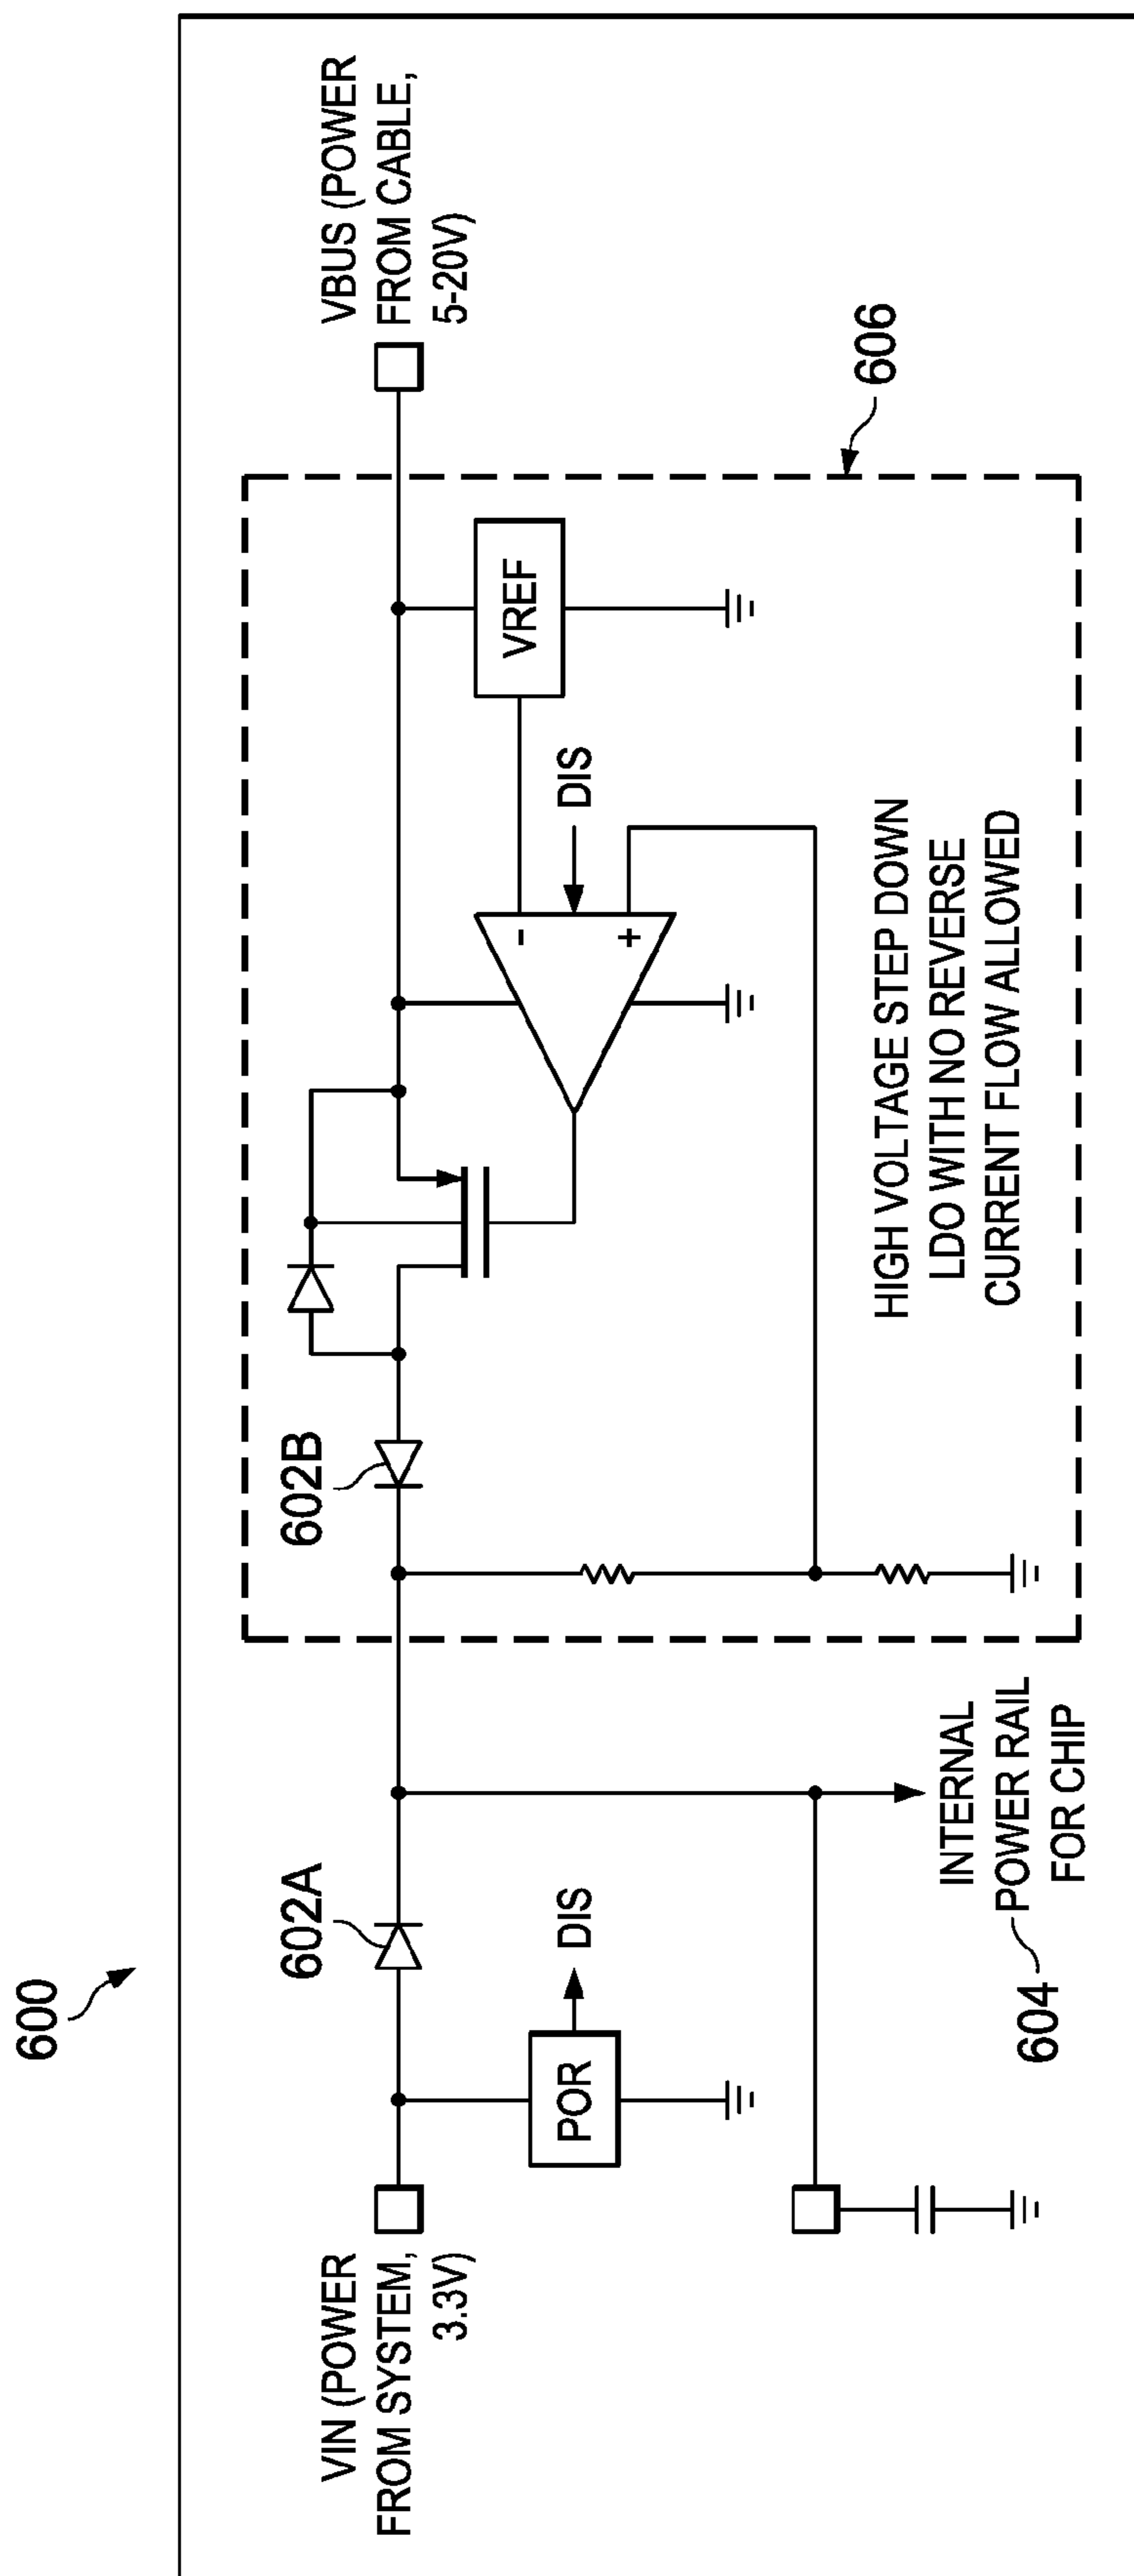 600
VIN (POWER
FROM SYSTEM,
3.3V)
602A
POR
DIS
604
INTERNAL
POWER RAIL
FOR CHIP
602B
-
+
DIS
VREF
HIGH VOLTAGE STEP DOWN
LDO WITH NO REVERSE
CURRENT FLOW ALLOWED
606
VBUS (POWER
FROM CABLE,
5-20V)